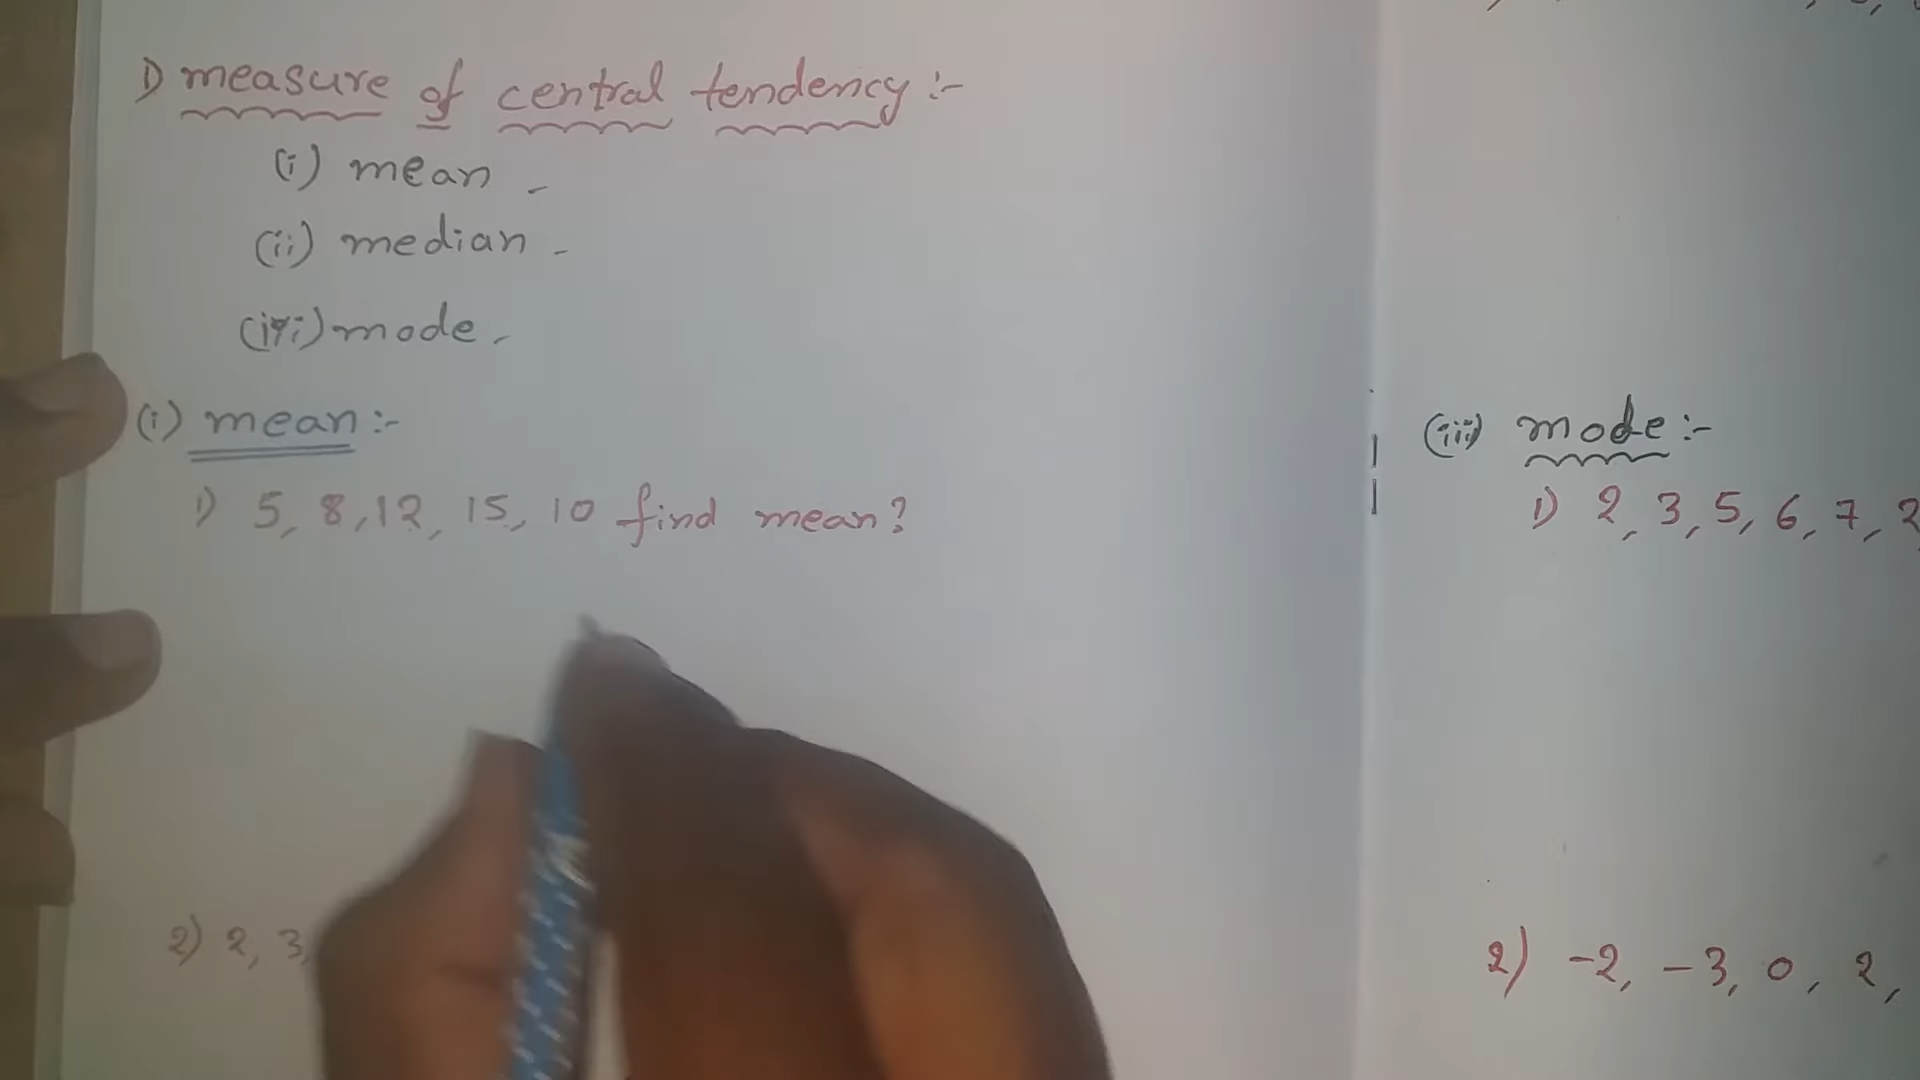 1) measure of central tendency :-
(i) mean -
(ii) median -
(iii) mode -
(i) mean :-
1) 5, 8, 12, 15, 10 find mean?
2) 2, 3,
(iii) mode :-
1) 2, 3, 5, 6, 7, 2
2) -2, -3, 0, 2,